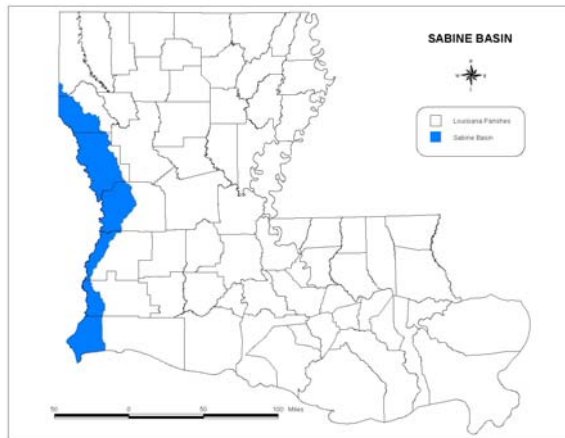 SABINE BASIN
N
W E
S
Louisiana Parishes
Sabine Basin
50 0 50 100 Miles